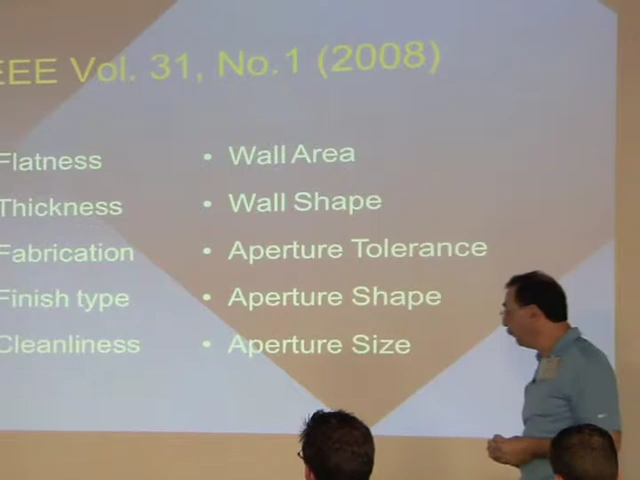 EEE Vol. 31, No.1 (2008)
Flatness
Thickness
Fabrication
Finish type
Cleanliness
• Wall Area
• Wall Shape
• Aperture Tolerance
• Aperture Shape
• Aperture Size